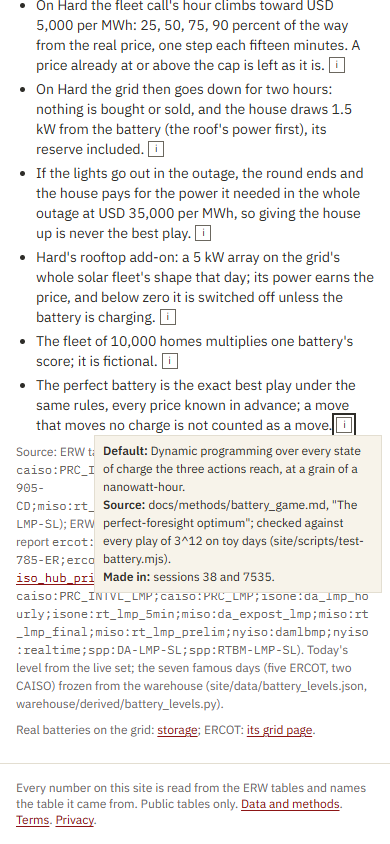 On Hard the fleet call's hour climbs toward USD
5,000 per MWh: 25, 50, 75, 90 percent of the way
from the real price, one step each fifteen minutes. A
price already at or above the cap is left as it is. i
On Hard the grid then goes down for two hours:
nothing is bought or sold, and the house draws 1.5
kW from the battery (the roof's power first), its
reserve included. i
If the lights go out in the outage, the round ends and
the house pays for the power it needed in the whole
outage at USD 35,000 per MWh, so giving the house
up is never the best play. i
Hard's rooftop add-on: a 5 kW array on the grid's
whole solar fleet's shape that day; its power earns the
price, and below zero it is switched off unless the
battery is charging. i
The fleet of 10,000 homes multiplies one battery's
score; it is fictional. i
The perfect battery is the exact best play under the
same rules, every price known in advance; a move
that moves no charge is not counted as a move. i
Default: Dynamic programming over every state
of charge the three actions reach, at a grain of a
nanowatt-hour.
Source: docs/methods/battery_game.md, "The
perfect-foresight optimum"; checked against
every play of 3^12 on toy days (site/scripts/test-
battery.mjs).
Made in: sessions 38 and 7535.
Source: ERW ta
caiso:PRC_I
905-
CD;miso:rt_
LMP-SL); ERW
report ercot:
785-ER;erco
iso_hub_pri
caiso:PRC_INTVL_LMP;caiso:PRC_LMP;isone:da_lmp_ho
urly;isone:rt_lmp_5min;miso:da_expost_lmp;miso:rt
_lmp_final;miso:rt_lmp_prelim;nyiso:damlbmp;nyiso
:realtime;spp:DA-LMP-SL;spp:RTBM-LMP-SL). Today's
level from the live set; the seven famous days (five ERCOT, two
CAISO) frozen from the warehouse (site/data/battery_levels.json,
warehouse/derived/battery_levels.py).
Real batteries on the grid: storage; ERCOT: its grid page.
Every number on this site is read from the ERW tables and names
the table it came from. Public tables only. Data and methods.
Terms. Privacy.